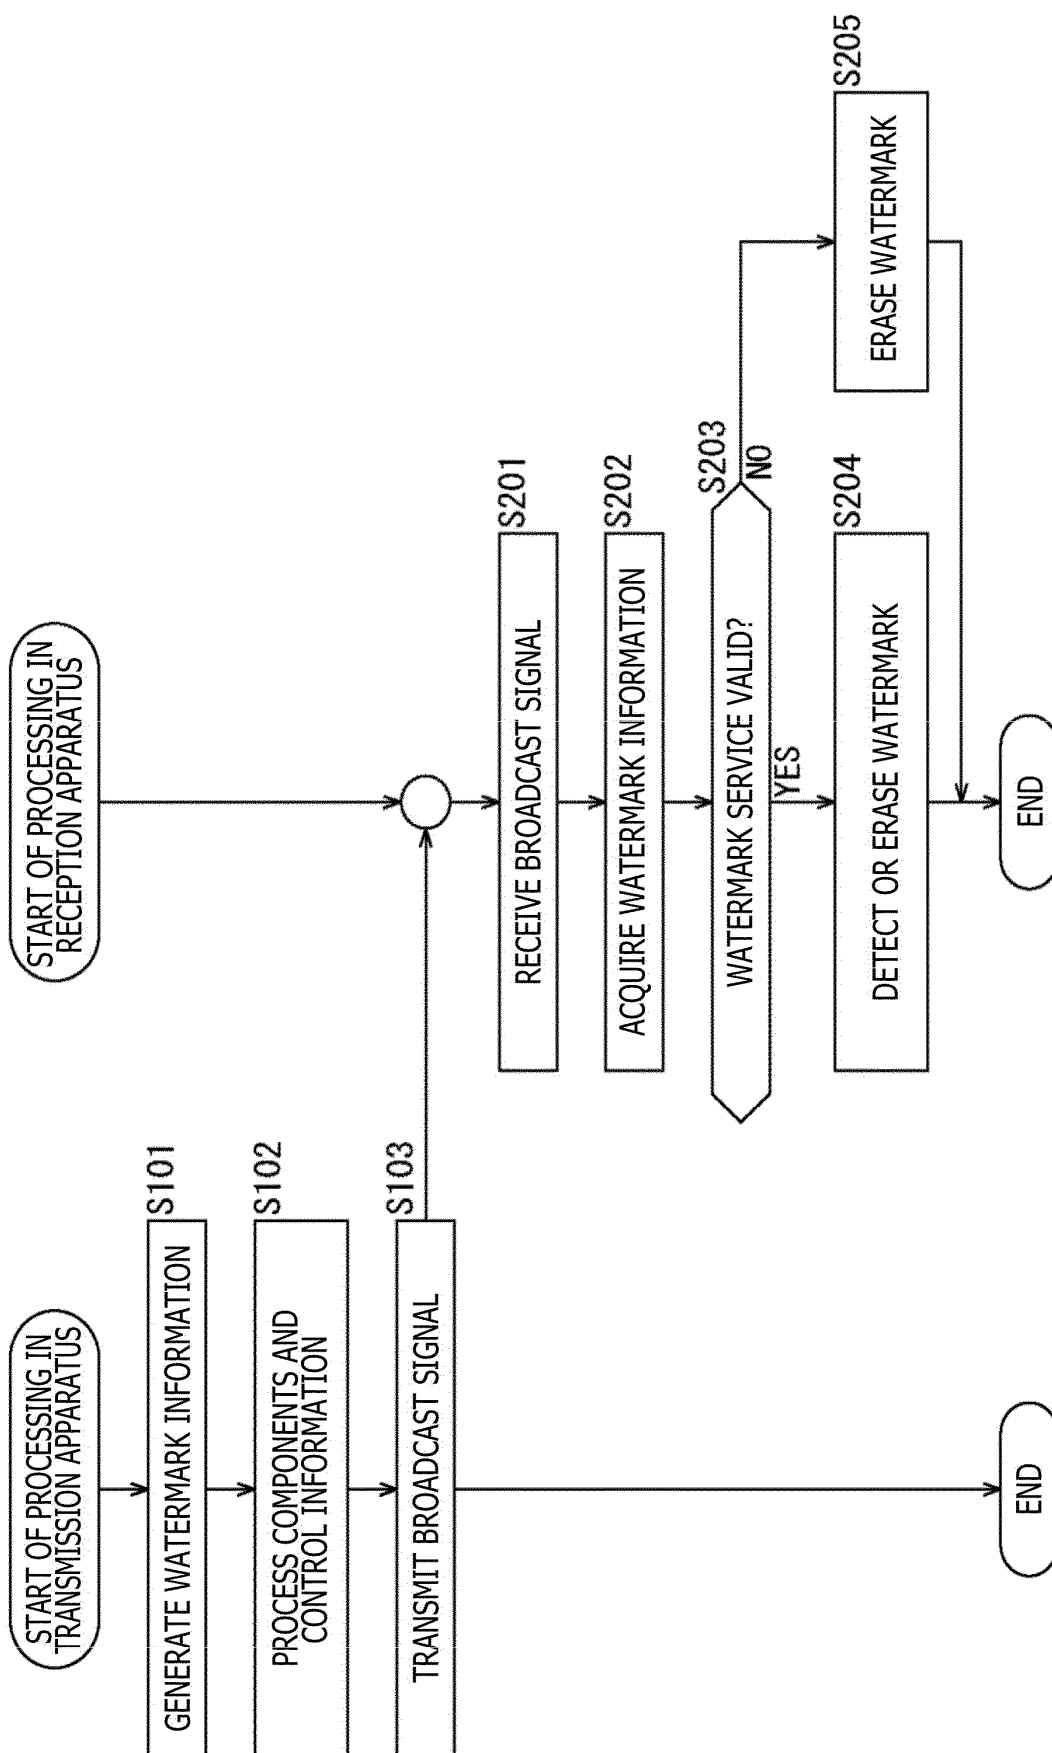 START OF PROCESSING IN
TRANSMISSION APPARATUS
S101
GENERATE WATERMARK INFORMATION
S102
PROCESS COMPONENTS AND
CONTROL INFORMATION
S103
TRANSMIT BROADCAST SIGNAL
END
START OF PROCESSING IN
RECEPTION APPARATUS
S201
RECEIVE BROADCAST SIGNAL
S202
ACQUIRE WATERMARK INFORMATION
S203
WATERMARK SERVICE VALID?
NO
YES
S204
DETECT OR ERASE WATERMARK
S205
ERASE WATERMARK
END